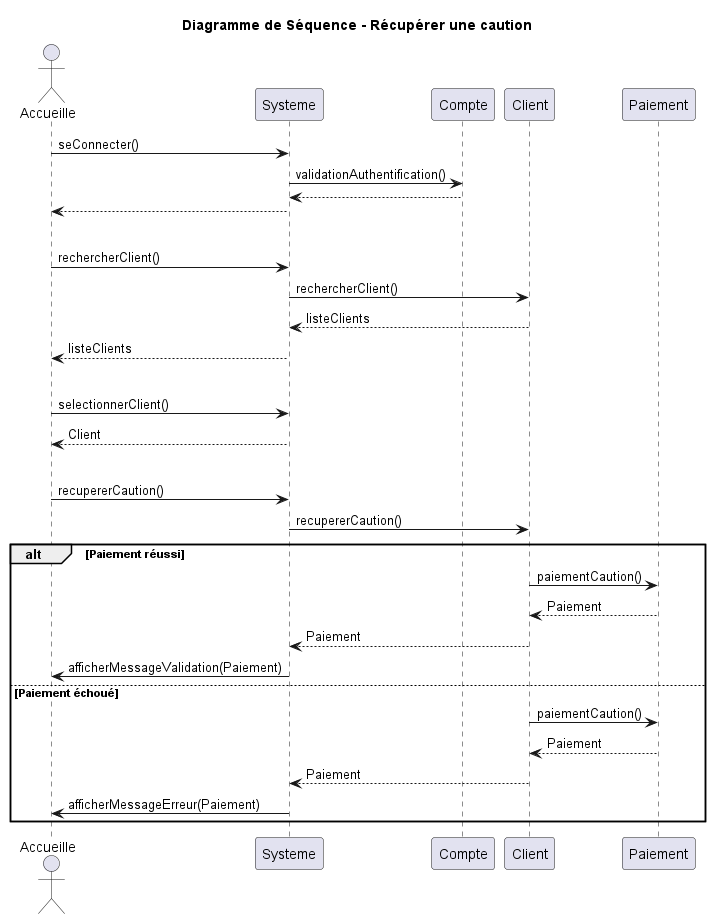 Diagramme de Séquence - Récupérer une caution
Accueille
Systeme
Compte
Client
Paiement
seConnecter()
validationAuthentification()
rechercherClient()
rechercherClient()
listeClients
listeClients
selectionnerClient()
Client
recupererCaution()
recupererCaution()
alt [Paiement réussi]
paiementCaution()
Paiement
Paiement
afficherMessageValidation(Paiement)
[Paiement échoué]
paiementCaution()
Paiement
Paiement
afficherMessageErreur(Paiement)
Accueille
Systeme
Compte
Client
Paiement